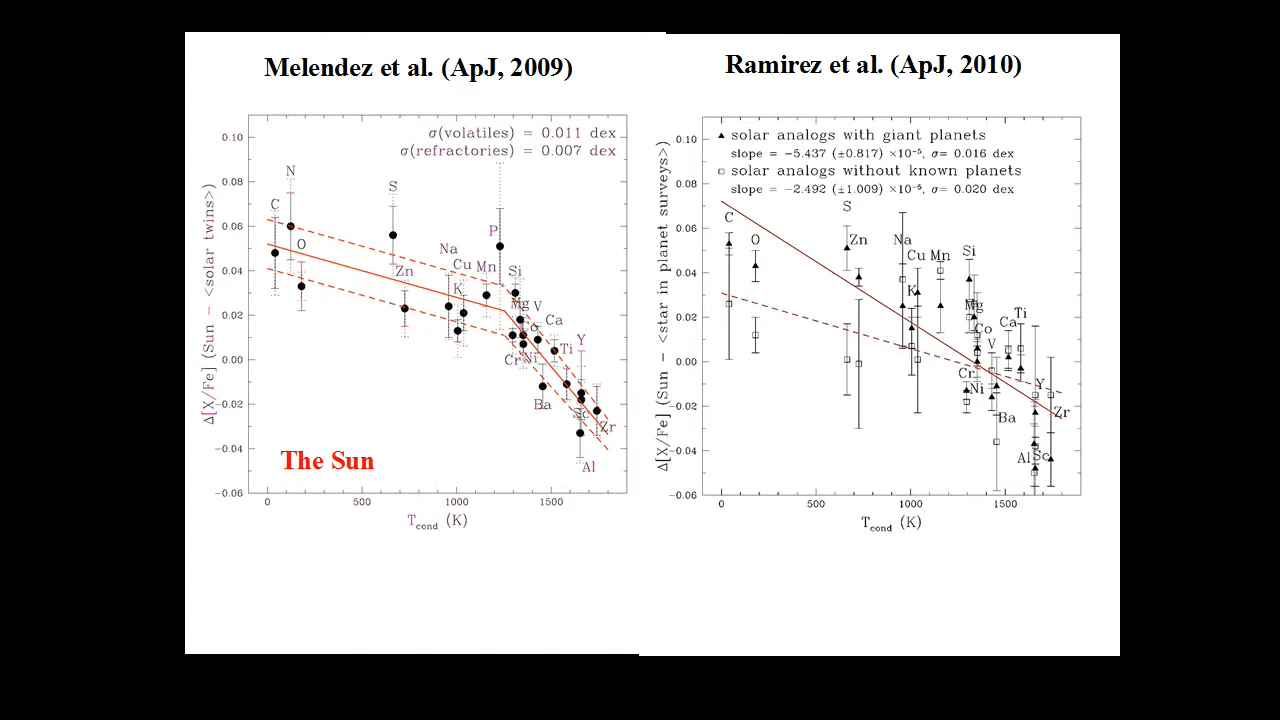 Melendez et al. (ApJ, 2009)
σ(volatiles) = 0.011 dex
σ(refractories) = 0.007 dex
Δ[X/Fe] (Sun − <solar twins>)
0.10
0.08
0.06
0.04
0.02
0.00
−0.02
−0.04
−0.06
C
N
O
S
Zn
Na
K
Cu
Mn
P
Si
Mg
Co
V
Cr
Ni
Ca
Ti
Ba
Y
Sc
Al
Zr
The Sun
0
500
1000
1500
T_cond (K)
Ramirez et al. (ApJ, 2010)
solar analogs with giant planets
slope = −5.437 (±0.817) ×10⁻⁵, σ= 0.016 dex
solar analogs without known planets
slope = −2.492 (±1.009) ×10⁻⁵, σ= 0.020 dex
Δ[X/Fe] (Sun − <star in planet surveys>)
0.10
0.08
0.06
0.04
0.02
0.00
−0.02
−0.04
−0.06
C
O
S
Zn
Na
K
Cu
Mn
Si
Mg
Co
V
Cr
Ni
Ca
Ti
Ba
Y
Al
Sc
Zr
0
500
1000
1500
T_cond (K)